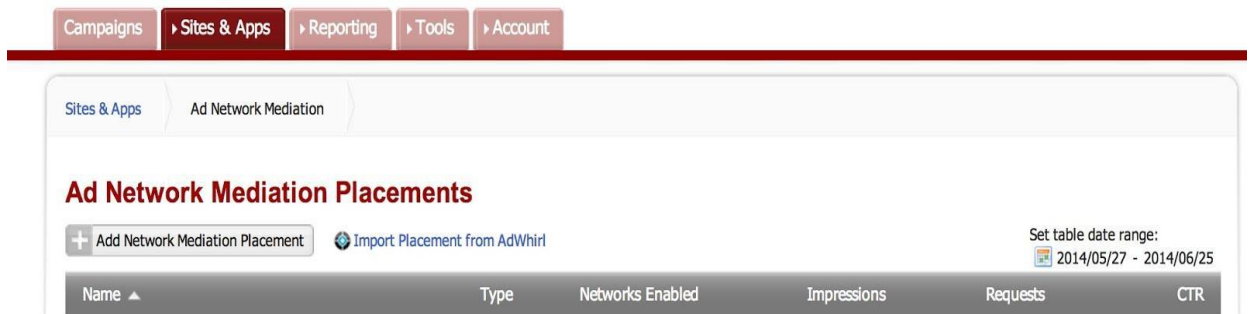 Campaigns Sites & Apps Reporting Tools Account
Sites & Apps Ad Network Mediation
Ad Network Mediation Placements
Add Network Mediation Placement Import Placement from AdWhirl
Set table date range:
2014/05/27 - 2014/06/25
Name Type Networks Enabled Impressions Requests CTR